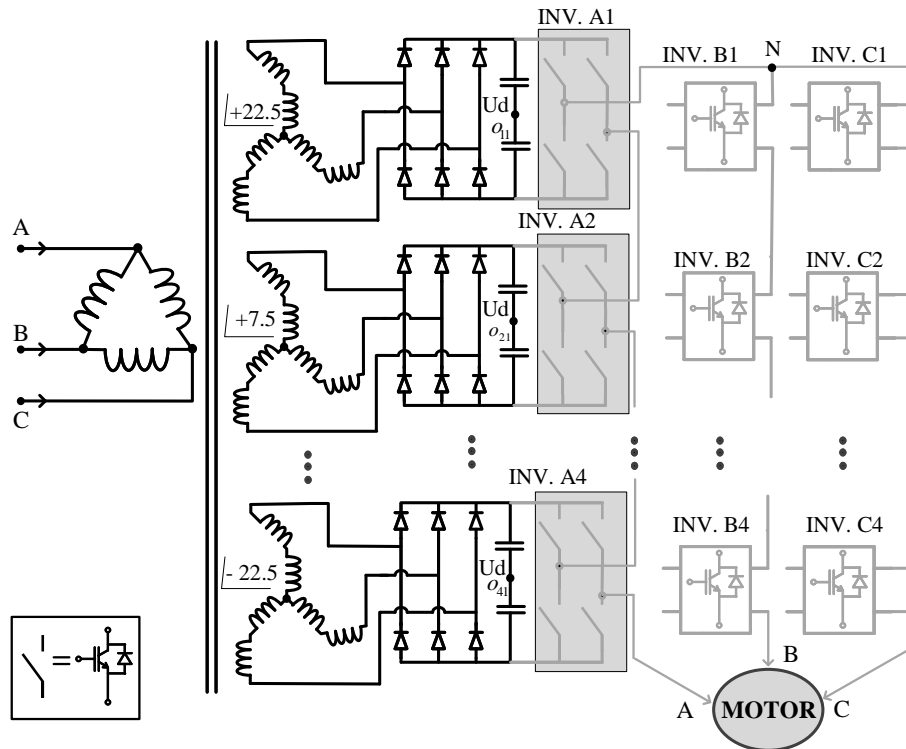 INV. A1
INV. B1
N
INV. C1
+22.5
Ud
o11
INV. A2
A
INV. B2
INV. C2
+7.5
Ud
o21
B
C
INV. A4
INV. B4
INV. C4
- 22.5
Ud
o41
=
B
A
MOTOR
C